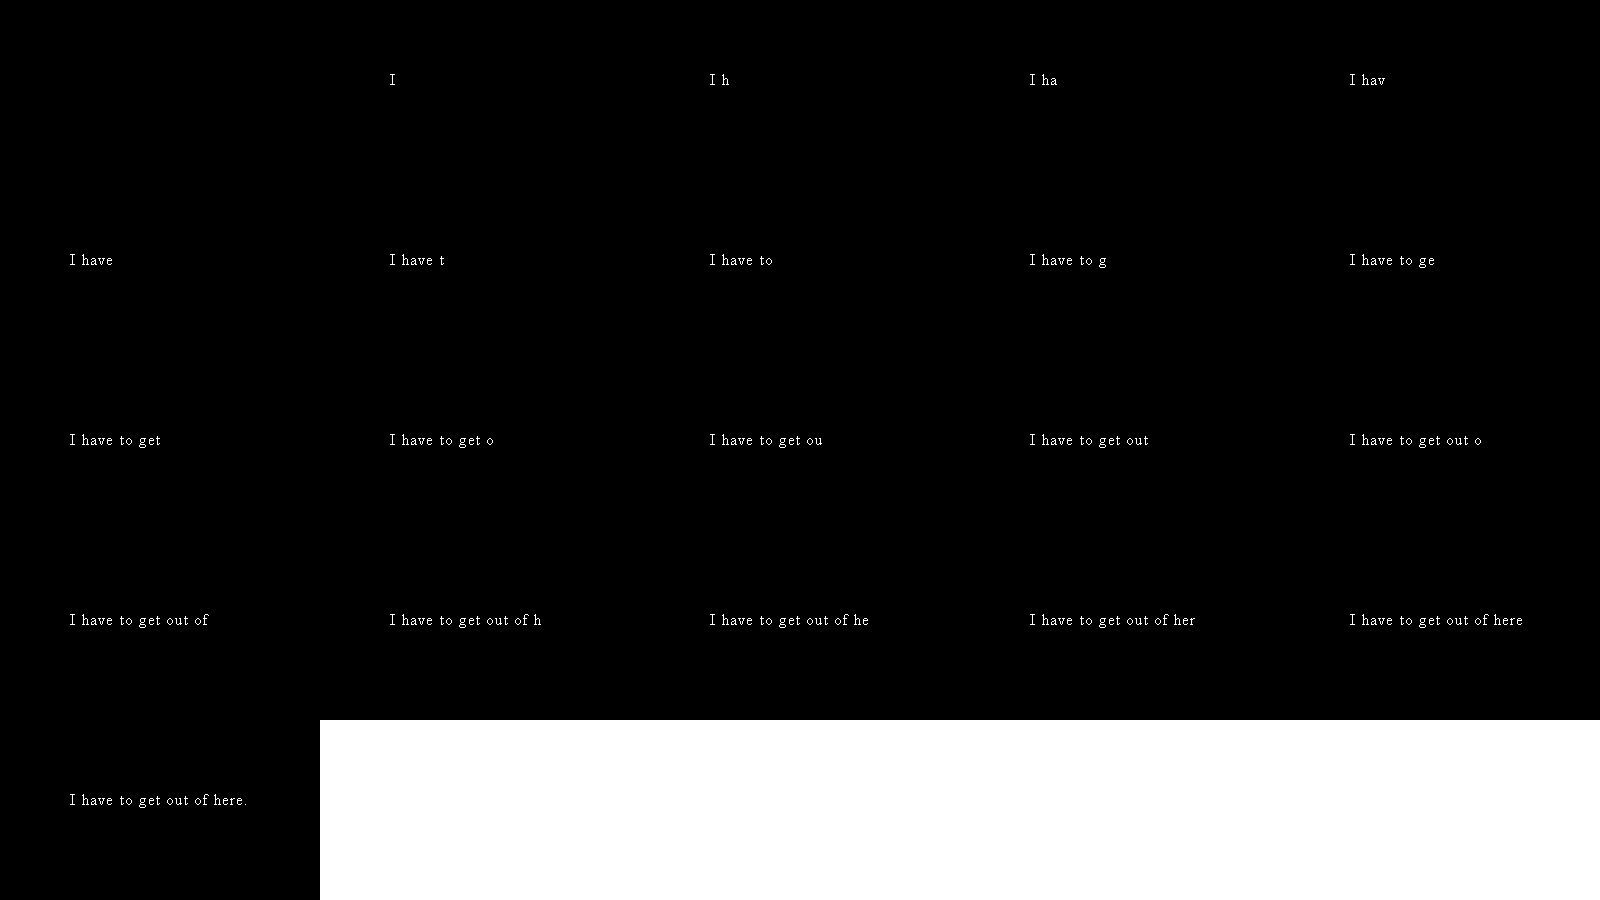 I
I h
I ha
I hav
I have
I have t
I have to
I have to g
I have to ge
I have to get
I have to get o
I have to get ou
I have to get out
I have to get out o
I have to get out of
I have to get out of h
I have to get out of he
I have to get out of her
I have to get out of here
I have to get out of here.